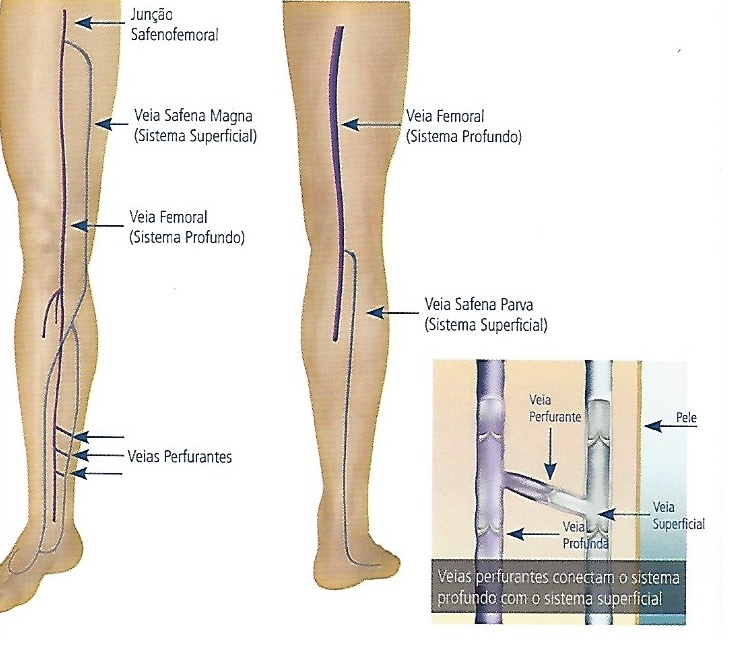 Junção
Safenofemoral
Veia Safena Magna
(Sistema Superficial)
Veia Femoral
(Sistema Profundo)
Veias Perfurantes
Veia Femoral
(Sistema Profundo)
Veia Safena Parva
(Sistema Superficial)
Veia
Perfurante
Pele
Veia
Superficial
Veia
Profunda
Veias perfurantes conectam o sistema
profundo com o sistema superficial